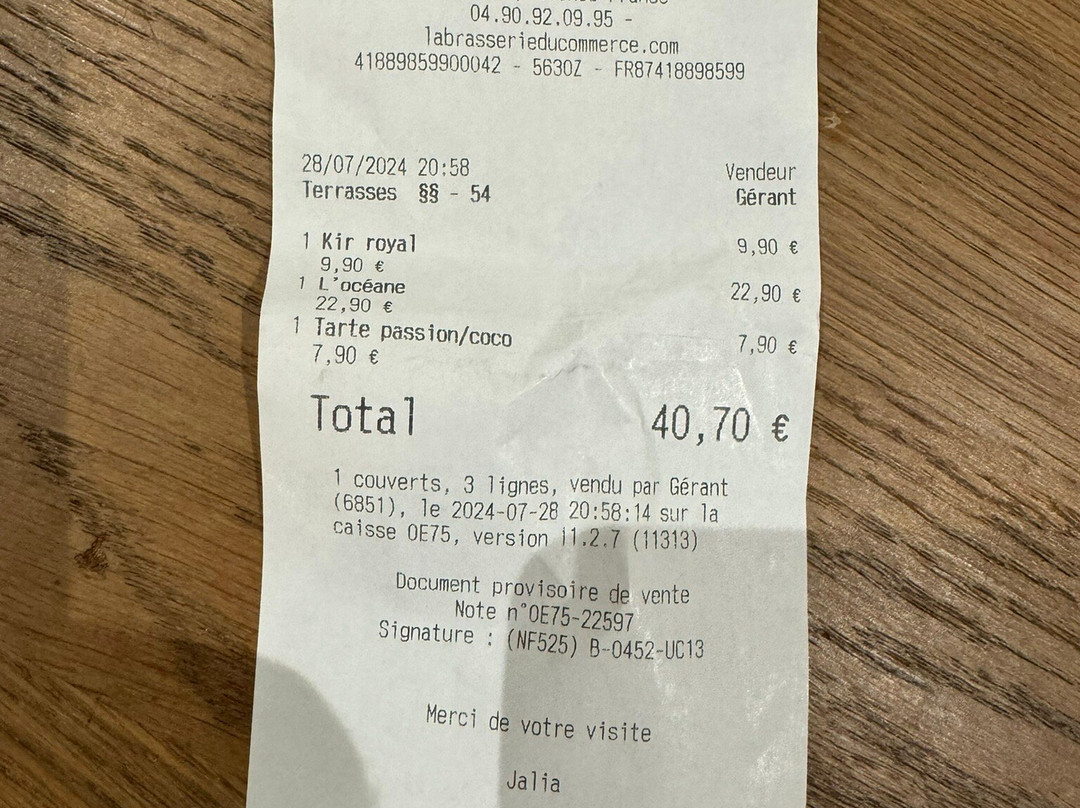 04.90.92.09.95 -
labrasserieducommerce.com
41889859900042 - 5630Z - FR87418898599
28/07/2024 20:58 Vendeur
Terrasses §§ - 54 Gérant
1 Kir royal 9,90 €
9,90 €
1 L'océane 22,90 €
22,90 €
1 Tarte passion/coco 7,90 €
7,90 €
Total 40,70 €
1 couverts, 3 lignes, vendu par Gérant
(6851), le 2024-07-28 20:58:14 sur la
caisse OE75, version i1.2.7 (11313)
Document provisoire de vente
Note n°OE75-22597
Signature : (NF525) B-0452-UC13
Merci de votre visite
Jalia